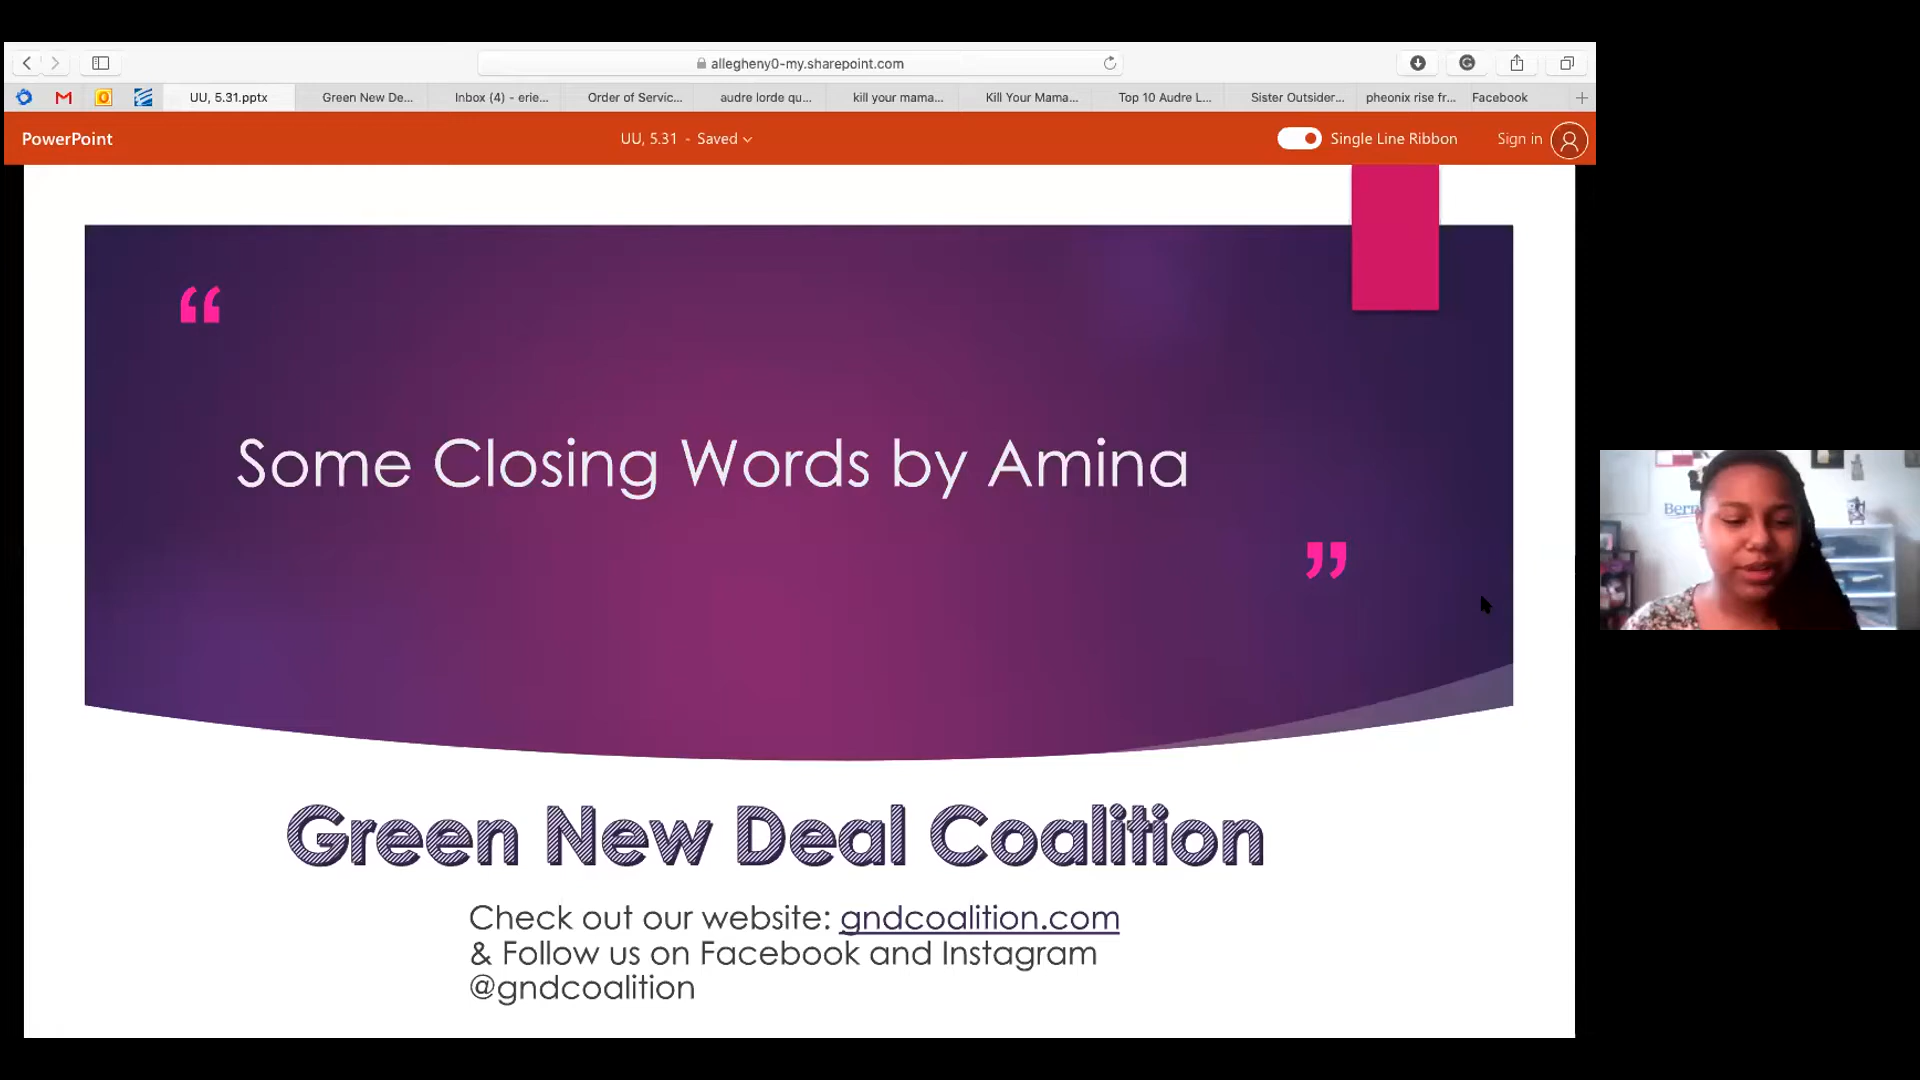 allegheny0-my.sharepoint.com
UU, 5.31.pptx
Green New De...
Inbox (4) - erie...
Order of Servic...
audre lorde qu...
kill your mama...
Kill Your Mama...
Top 10 Audre L...
Sister Outsider...
pheonix rise fr...
Facebook
PowerPoint
UU, 5.31 - Saved
Single Line Ribbon
Sign in
“
Some Closing Words by Amina
”
Bern
Green New Deal Coalition
Check out our website: gndcoalition.com
& Follow us on Facebook and Instagram
@gndcoalition